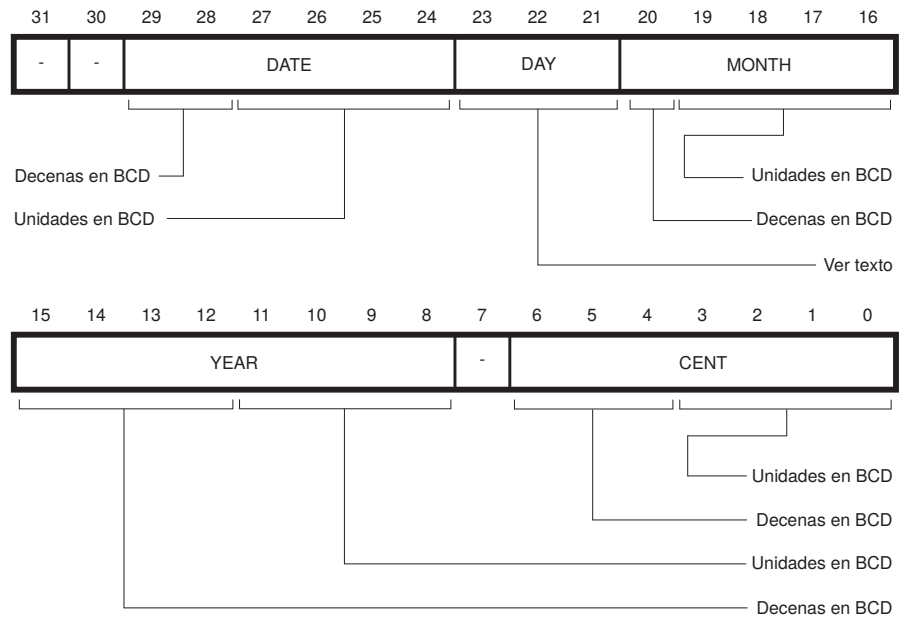 31 30 29 28 27 26 25 24 23 22 21 20 19 18 17 16
- - DATE DAY MONTH
Decenas en BCD
Unidades en BCD
Unidades en BCD
Decenas en BCD
Ver texto
15 14 13 12 11 10 9 8 7 6 5 4 3 2 1 0
YEAR - CENT
Unidades en BCD
Decenas en BCD
Unidades en BCD
Decenas en BCD